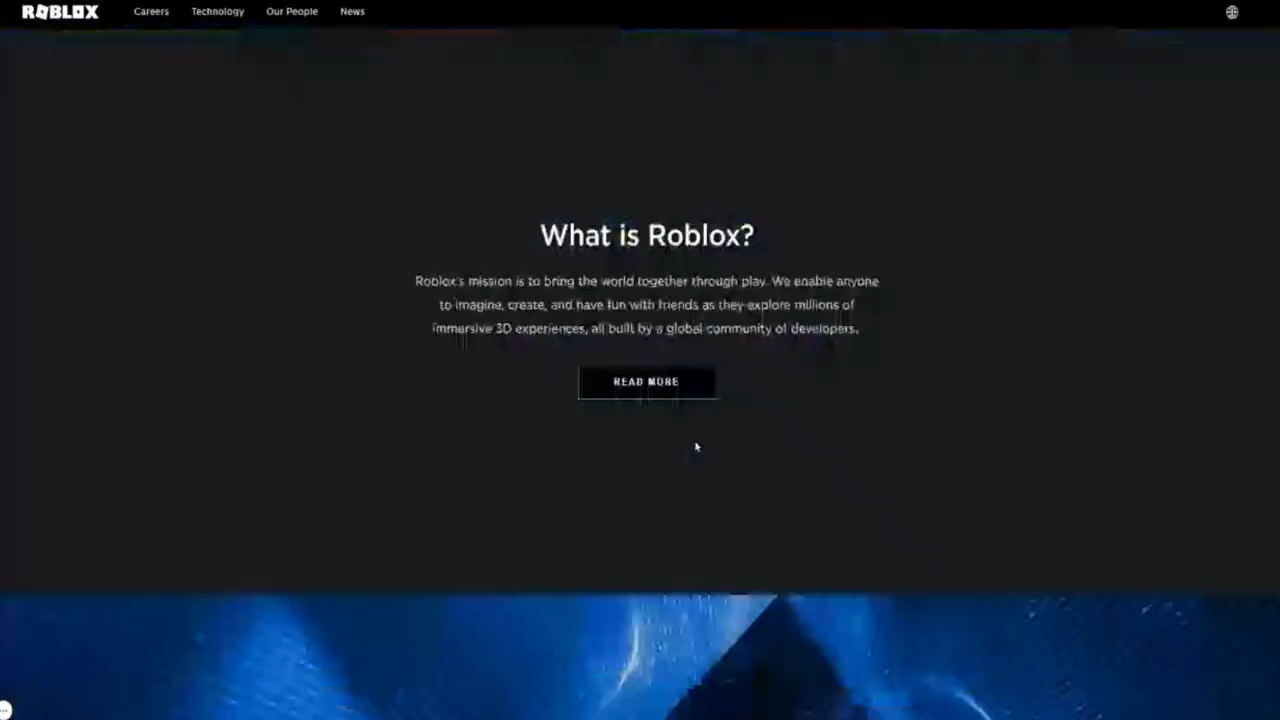 ROBLOX Careers Technology Our People News
What is Roblox?
Roblox's mission is to bring the world together through play. We enable anyone
to imagine, create, and have fun with friends as they explore millions of
immersive 3D experiences, all built by a global community of developers.
READ MORE